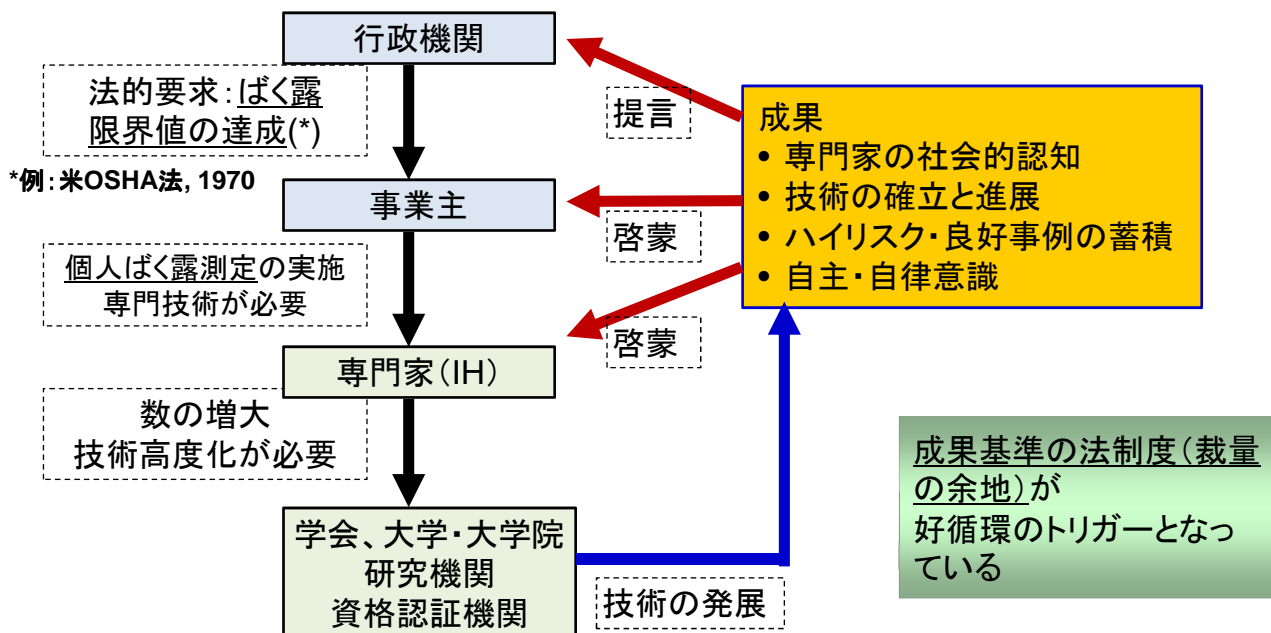 行政機関
法的要求：ばく露
限界値の達成(*)
*例：米OSHA法, 1970
事業主
個人ばく露測定の実施
専門技術が必要
専門家（IH）
数の増大
技術高度化が必要
学会、大学・大学院
研究機関
資格認証機関
技術の発展
提言
啓蒙
啓蒙
成果
• 専門家の社会的認知
• 技術の確立と進展
• ハイリスク・良好事例の蓄積
• 自主・自律意識
成果基準の法制度（裁量
の余地）が
好循環のトリガーとなっ
ている